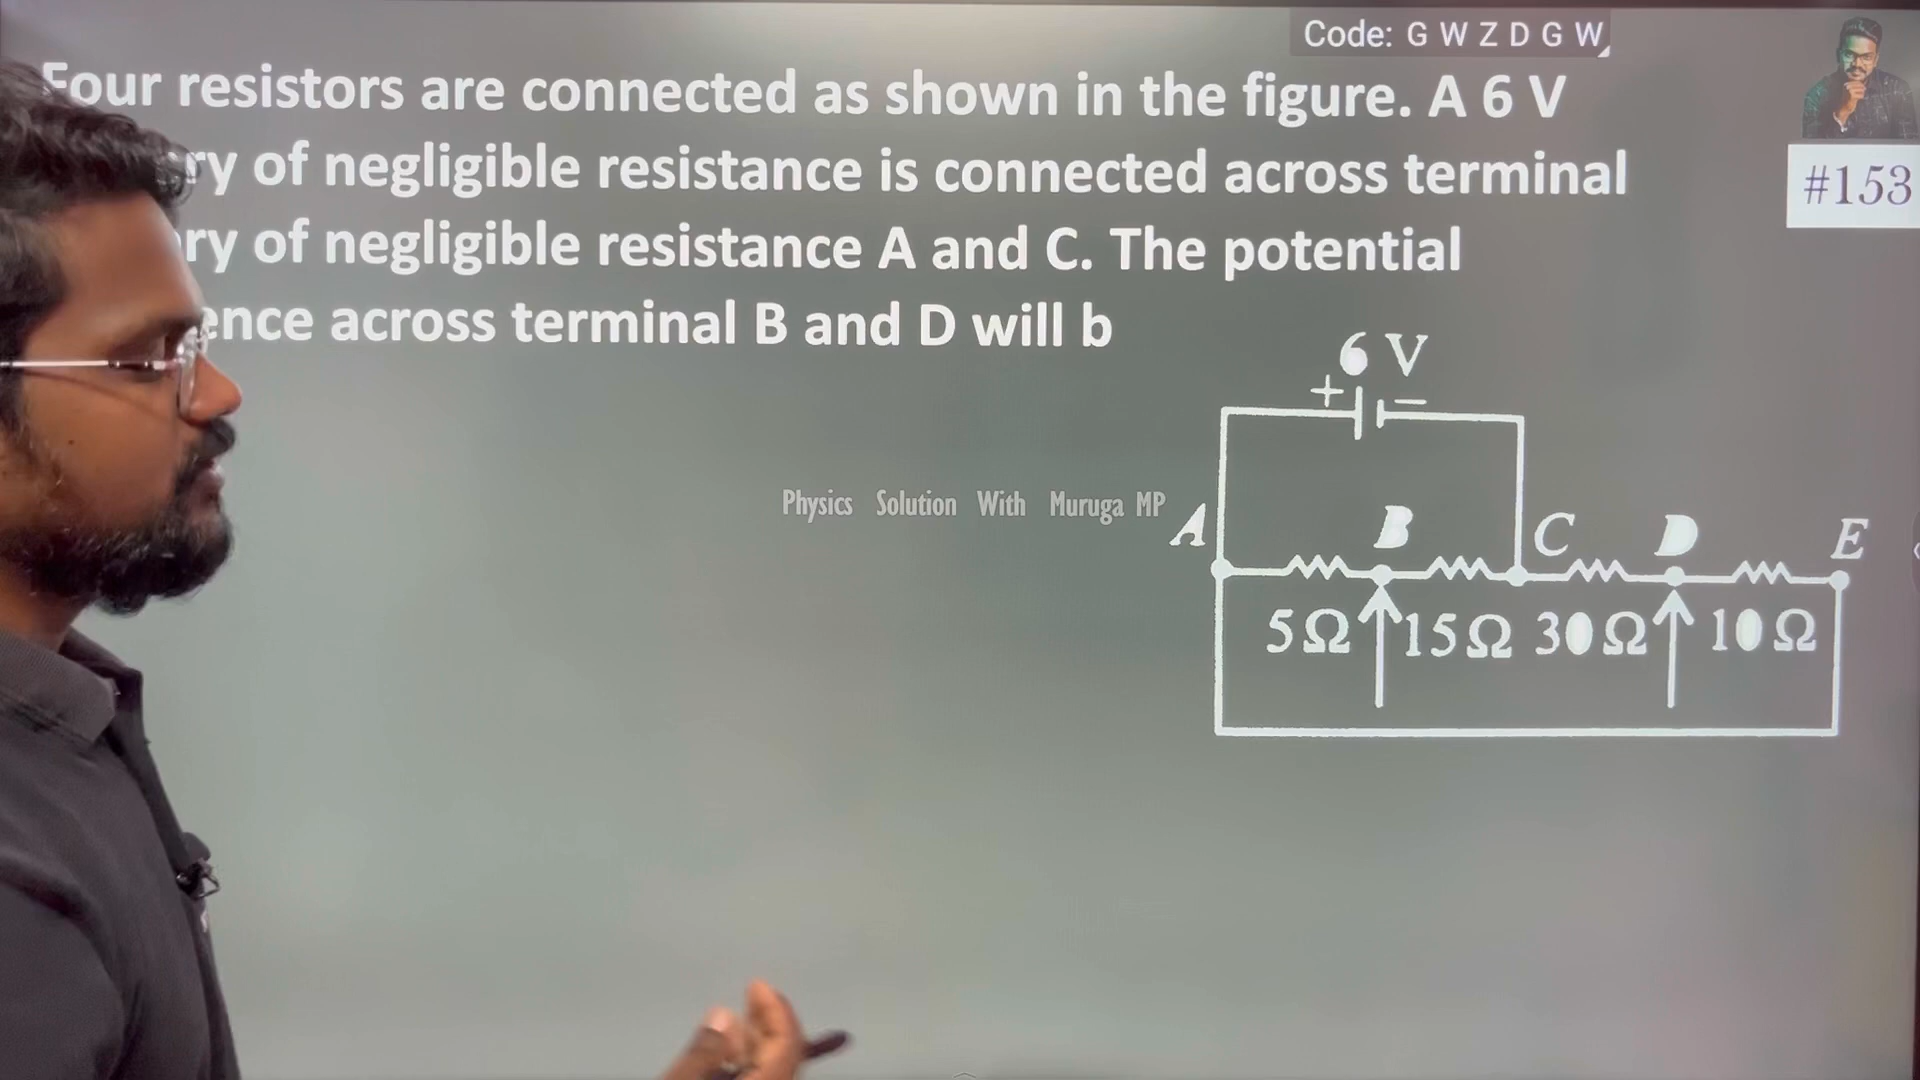 Code: G W Z D G W
Four resistors are connected as shown in the figure. A 6 V
ry of negligible resistance is connected across terminal
#153
ry of negligible resistance A and C. The potential
ence across terminal B and D will b
6 V
+ −
Physics Solution With Muruga MP
A B C D E
5Ω 15Ω 30Ω 10Ω